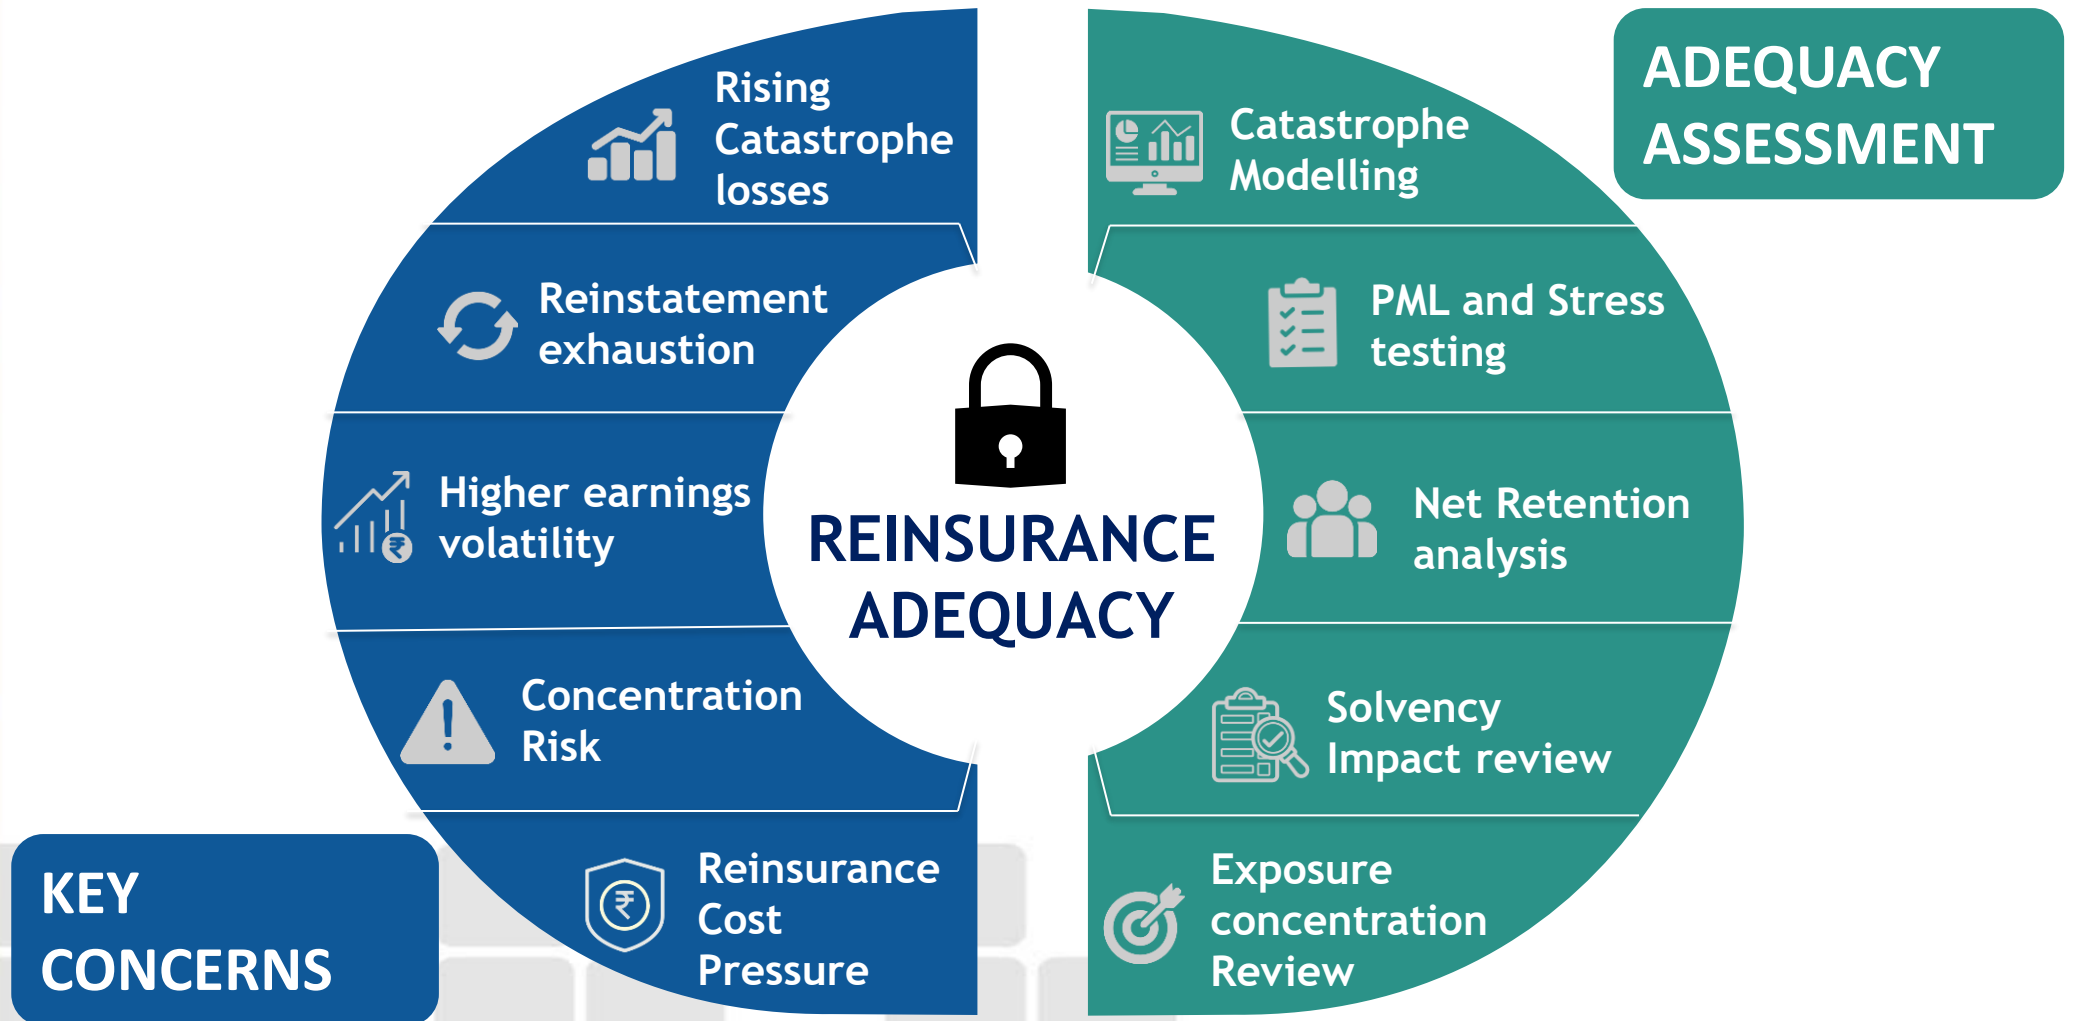 Rising
Catastrophe
losses
Reinstatement
exhaustion
Higher earnings
volatility
₹
Concentration
Risk
Reinsurance
Cost
Pressure
₹
KEY
CONCERNS
REINSURANCE
ADEQUACY
ADEQUACY
ASSESSMENT
Catastrophe
Modelling
PML and Stress
testing
Net Retention
analysis
Solvency
Impact review
Exposure
concentration
Review